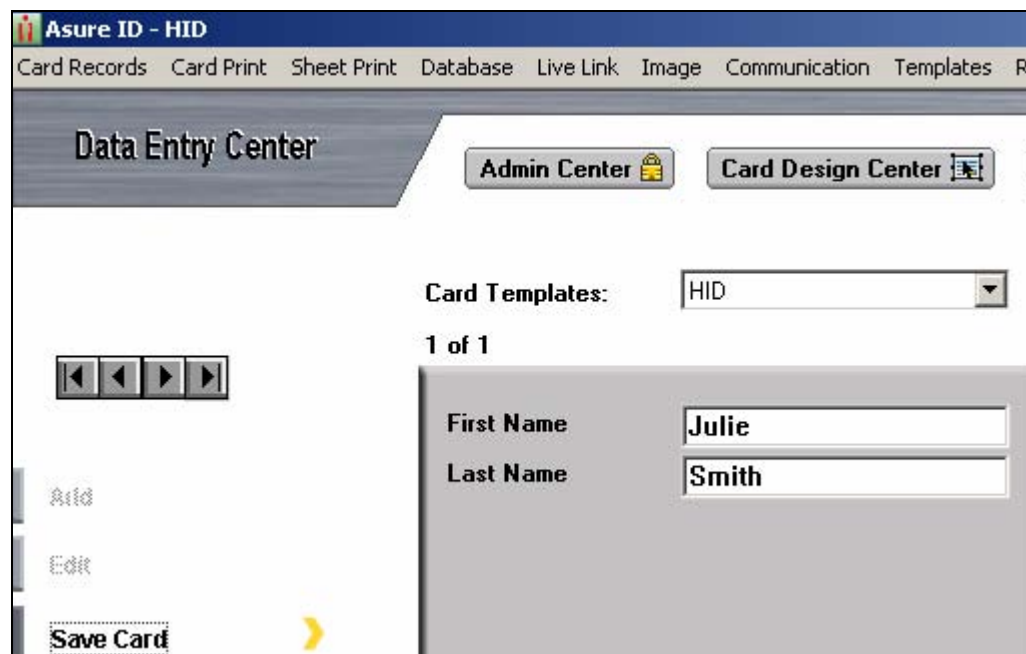 Asure ID - HID
Card Records Card Print Sheet Print Database Live Link Image Communication Templates R
Data Entry Center
Admin Center
Card Design Center
Card Templates: HID
1 of 1
First Name Julie
Last Name Smith
Add
Edit
Save Card